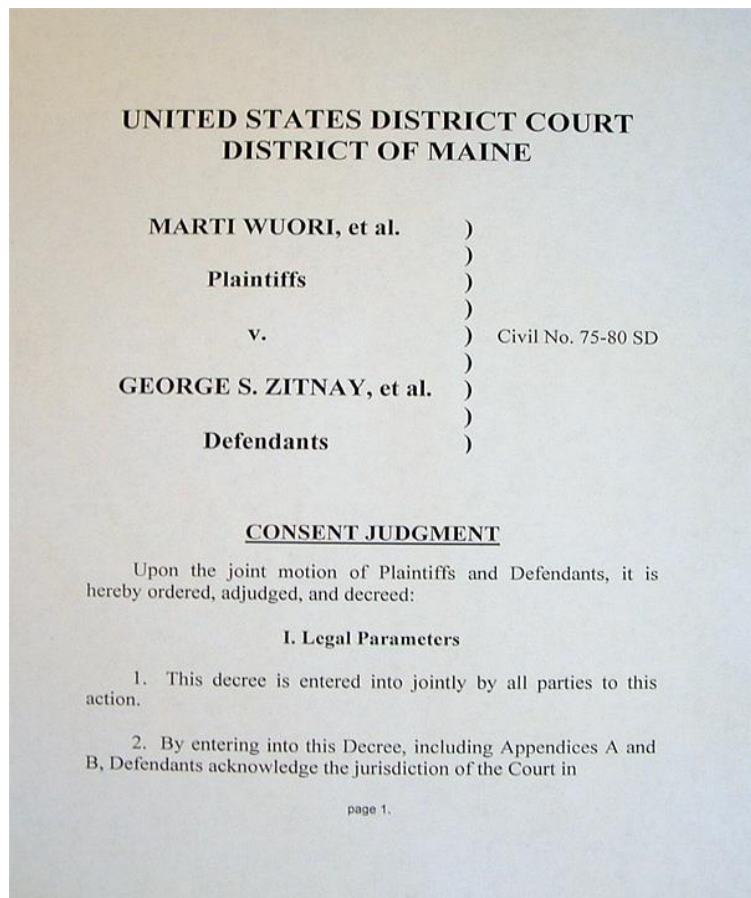 UNITED STATES DISTRICT COURT
DISTRICT OF MAINE
MARTI WUORI, et al. )
)
Plaintiffs )
)
v. ) Civil No. 75-80 SD
)
GEORGE S. ZITNAY, et al. )
)
Defendants )
CONSENT JUDGMENT
Upon the joint motion of Plaintiffs and Defendants, it is
hereby ordered, adjudged, and decreed:
I. Legal Parameters
1. This decree is entered into jointly by all parties to this
action.
2. By entering into this Decree, including Appendices A and
B, Defendants acknowledge the jurisdiction of the Court in
page 1.